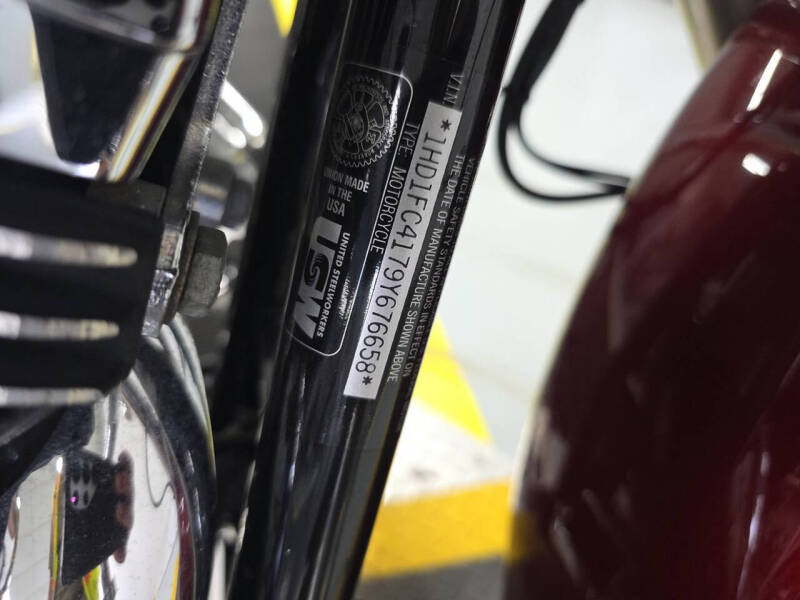 UNION MADE
IN THE
USA
USW
UNITED STEELWORKERS
VIN
*1HD1FC4179Y676658*
TYPE: MOTORCYCLE
VEHICLE SAFETY STANDARDS IN EFFECT ON
THE DATE OF MANUFACTURE SHOWN ABOVE